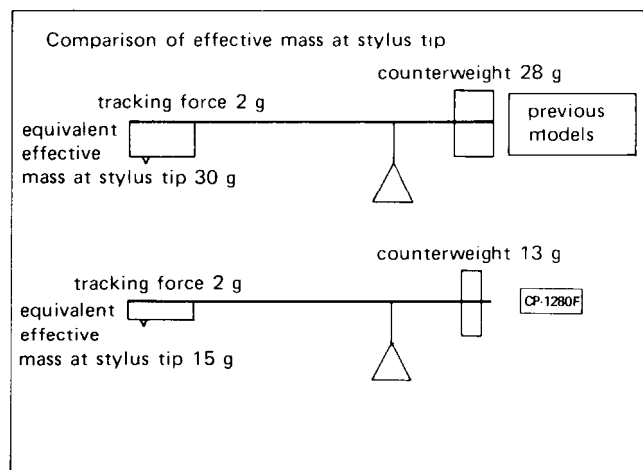 Comparison of effective mass at stylus tip
counterweight 28 g
tracking force 2 g
previous
models
equivalent
effective
mass at stylus tip 30 g
counterweight 13 g
tracking force 2 g
CP-1280F
equivalent
effective
mass at stylus tip 15 g